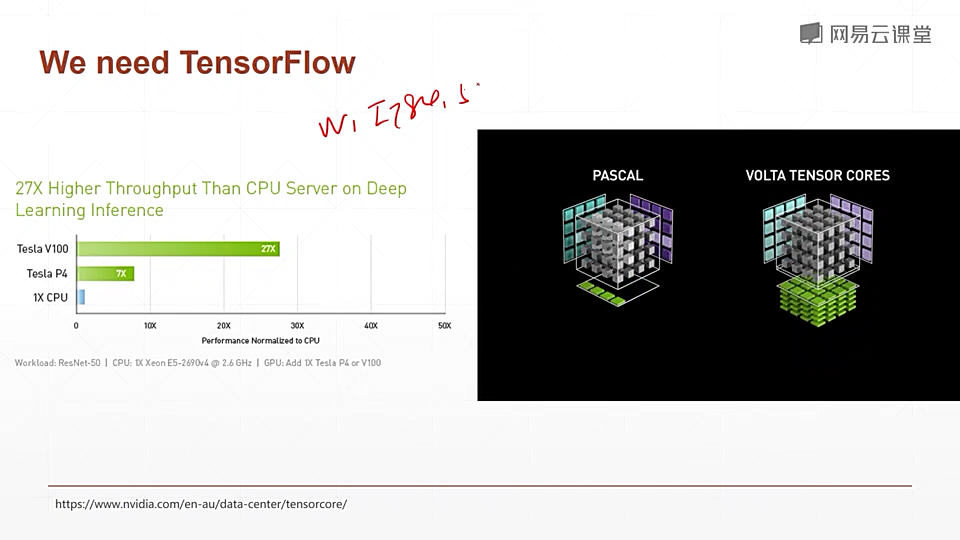 网易云课堂
We need TensorFlow
27X Higher Throughput Than CPU Server on Deep
Learning Inference
Tesla V100
27X
Tesla P4
7X
1X CPU
0 10X 20X 30X 40X 50X
Performance Normalized to CPU
Workload: ResNet-50 | CPU: 1X Xeon E5-2690v4 @ 2.6 GHz | GPU: Add 1X Tesla P4 or V100
PASCAL
VOLTA TENSOR CORES
https://www.nvidia.com/en-au/data-center/tensorcore/